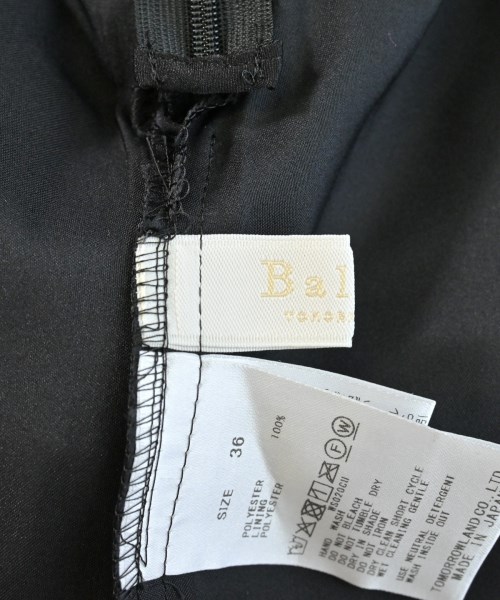 Bal
SIZE 36
POLYESTER 100%
LINING
POLYESTER
HAND WASH
DO NOT BLEACH
DO NOT TUMBLE DRY
DRY IN SHADE
DO NOT IRON
DRY CLEAN SHORT CYCLE
WET CLEANING GENTLE
USE NEUTRAL DETERGENT
WASH INSIDE OUT
TOMORROWLAND CO., LTD.
MADE IN JAPAN